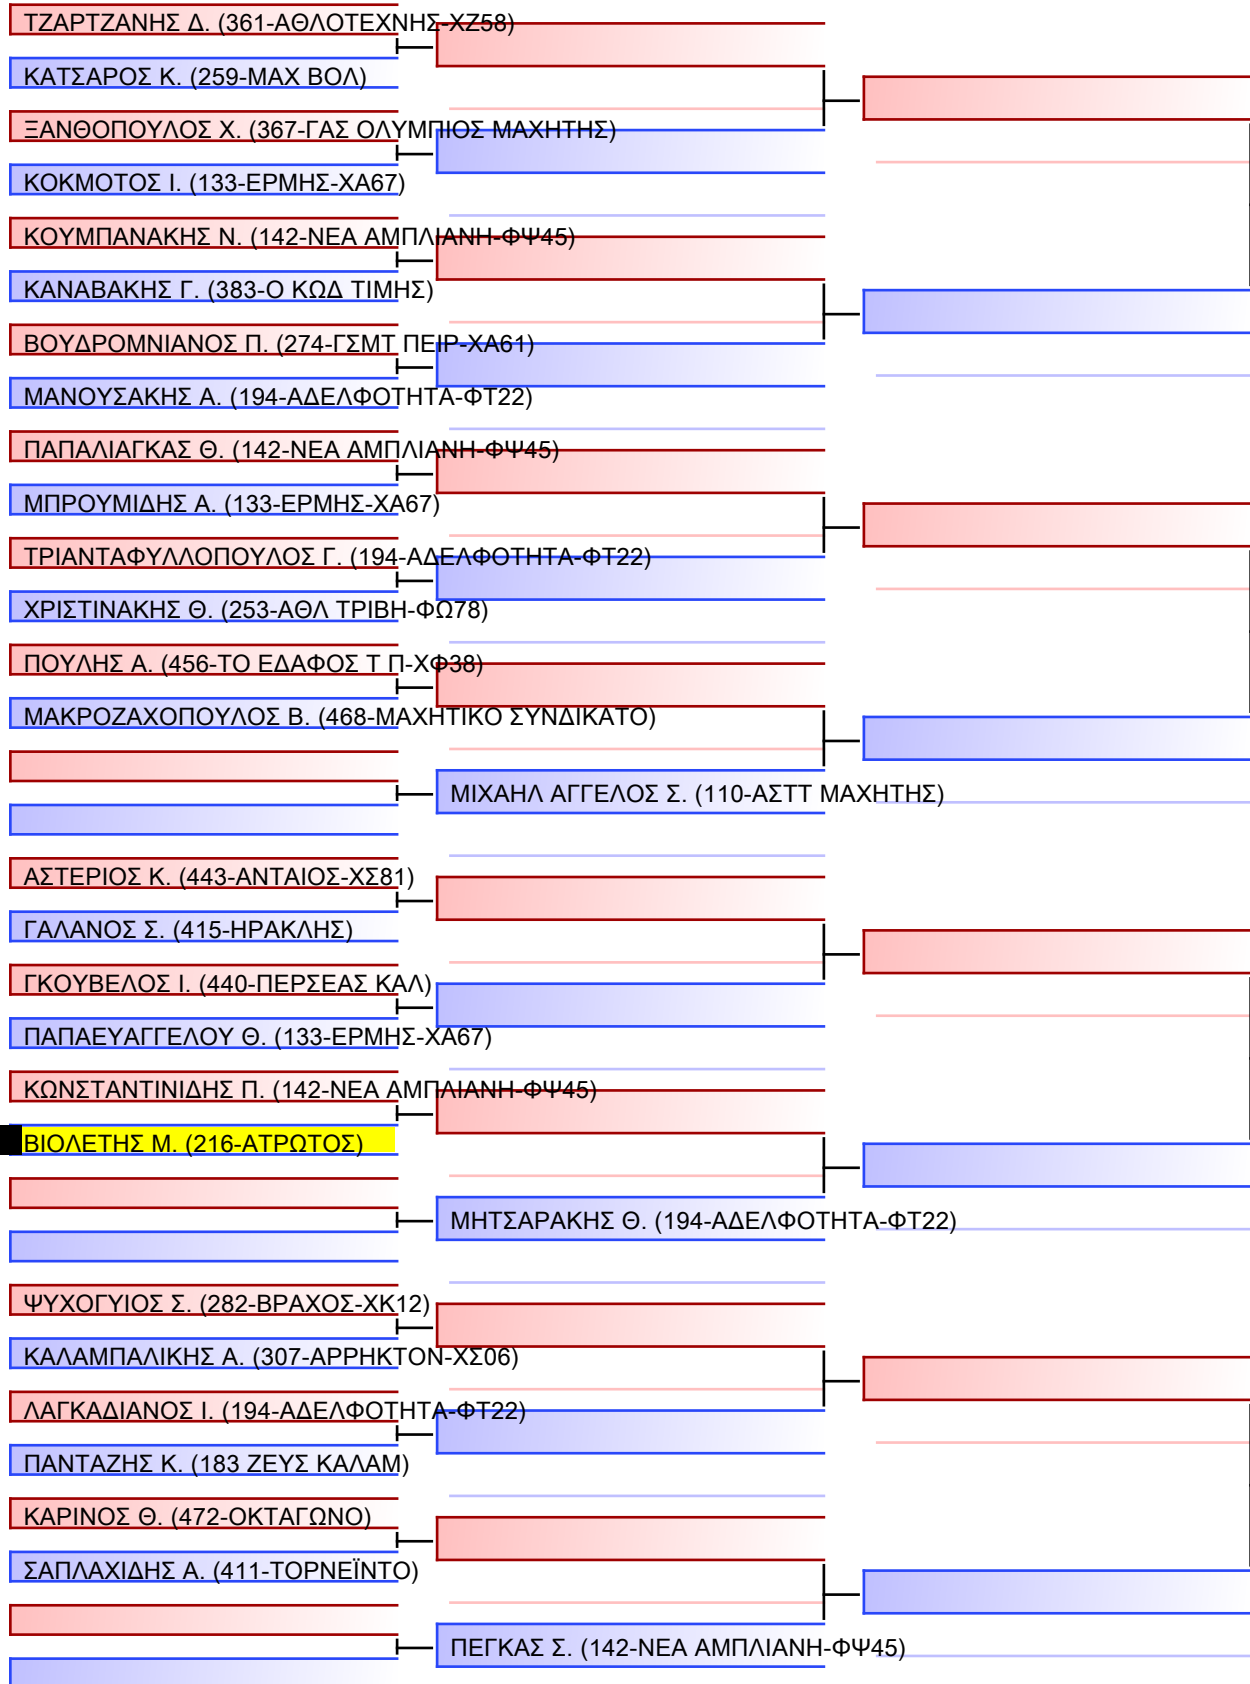 ΤΖΑΡΤΖΑΝΗΣ Δ. (361-ΑΘΛΟΤΕΧΝΗΣ-ΧΖ58)
ΚΑΤΣΑΡΟΣ Κ. (259-ΜΑΧ ΒΟΛ)
ΞΑΝΘΟΠΟΥΛΟΣ Χ. (367-ΓΑΣ ΟΛΥΜΠΙΟΣ ΜΑΧΗΤΗΣ)
ΚΟΚΜΟΤΟΣ Ι. (133-ΕΡΜΗΣ-ΧΑ67)
ΚΟΥΜΠΑΝΑΚΗΣ Ν. (142-ΝΕΑ ΑΜΠΛΙΑΝΗ-ΦΨ45)
ΚΑΝΑΒΑΚΗΣ Γ. (383-Ο ΚΩΔ ΤΙΜΗΣ)
ΒΟΥΔΡΟΜΝΙΑΝΟΣ Π. (274-ΓΣΜΤ ΠΕΙΡ-ΧΑ61)
ΜΑΝΟΥΣΑΚΗΣ Α. (194-ΑΔΕΛΦΟΤΗΤΑ-ΦΤ22)
ΠΑΠΑΛΙΑΓΚΑΣ Θ. (142-ΝΕΑ ΑΜΠΛΙΑΝΗ-ΦΨ45)
ΜΠΡΟΥΜΙΔΗΣ Α. (133-ΕΡΜΗΣ-ΧΑ67)
ΤΡΙΑΝΤΑΦΥΛΛΟΠΟΥΛΟΣ Γ. (194-ΑΔΕΛΦΟΤΗΤΑ-ΦΤ22)
ΧΡΙΣΤΙΝΑΚΗΣ Θ. (253-ΑΘΛ ΤΡΙΒΗ-ΦΩ78)
ΠΟΥΛΗΣ Α. (456-ΤΟ ΕΔΑΦΟΣ Τ Π-ΧΦ38)
ΜΑΚΡΟΖΑΧΟΠΟΥΛΟΣ Β. (468-ΜΑΧΗΤΙΚΟ ΣΥΝΔΙΚΑΤΟ)
ΜΙΧΑΗΛ ΑΓΓΕΛΟΣ Σ. (110-ΑΣΤΤ ΜΑΧΗΤΗΣ)
ΑΣΤΕΡΙΟΣ Κ. (443-ΑΝΤΑΙΟΣ-ΧΣ81)
ΓΑΛΑΝΟΣ Σ. (415-ΗΡΑΚΛΗΣ)
ΓΚΟΥΒΕΛΟΣ Ι. (440-ΠΕΡΣΕΑΣ ΚΑΛ)
ΠΑΠΑΕΥΑΓΓΕΛΟΥ Θ. (133-ΕΡΜΗΣ-ΧΑ67)
ΚΩΝΣΤΑΝΤΙΝΙΔΗΣ Π. (142-ΝΕΑ ΑΜΠΛΙΑΝΗ-ΦΨ45)
ΒΙΟΛΕΤΗΣ Μ. (216-ΑΤΡΩΤΟΣ)
ΜΗΤΣΑΡΑΚΗΣ Θ. (194-ΑΔΕΛΦΟΤΗΤΑ-ΦΤ22)
ΨΥΧΟΓΥΙΟΣ Σ. (282-ΒΡΑΧΟΣ-ΧΚ12)
ΚΑΛΑΜΠΑΛΙΚΗΣ Α. (307-ΑΡΡΗΚΤΟΝ-ΧΣ06)
ΛΑΓΚΑΔΙΑΝΟΣ Ι. (194-ΑΔΕΛΦΟΤΗΤΑ-ΦΤ22)
ΠΑΝΤΑΖΗΣ Κ. (183 ΖΕΥΣ ΚΑΛΑΜ)
ΚΑΡΙΝΟΣ Θ. (472-ΟΚΤΑΓΩΝΟ)
ΣΑΠΛΑΧΙΔΗΣ Α. (411-ΤΟΡΝΕΪΝΤΟ)
ΠΕΓΚΑΣ Σ. (142-ΝΕΑ ΑΜΠΛΙΑΝΗ-ΦΨ45)